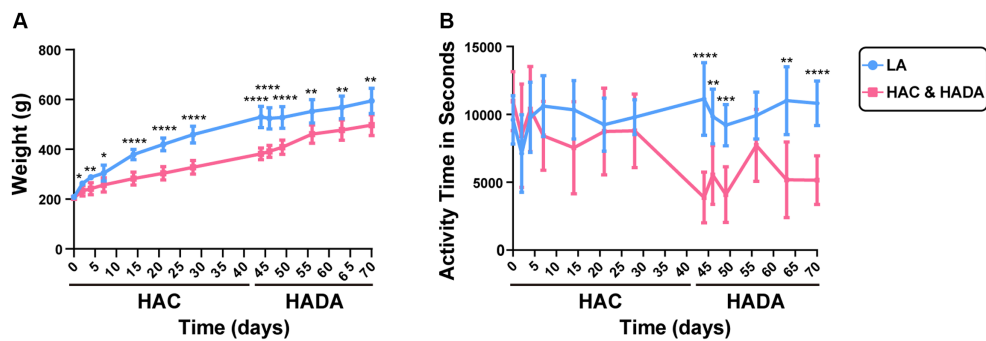 A
B
LA
HAC & HADA
Weight (g)
800
600
400
200
0
* ** * **** **** **** **** **** **** ** ** **
0 5 10 15 20 25 30 35 40 45 50 55 60 65 70
HAC HADA
Time (days)
Activity Time in Seconds
15000
10000
5000
0
**** ** *** ** ****
0 5 10 15 20 25 30 35 40 45 50 55 60 65 70
HAC HADA
Time (days)